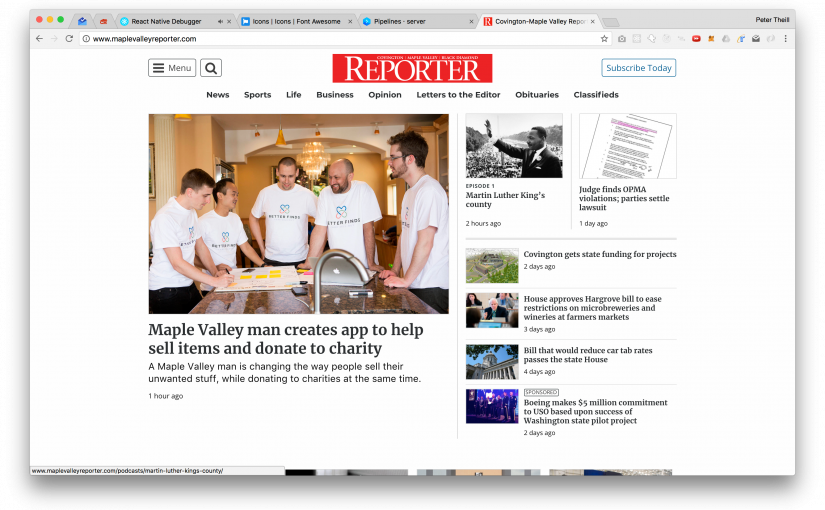 React Native Debugger
Icons | Icons | Font Awesome
Pipelines - server
Covington-Maple Valley Repor
Peter Theill
www.maplevalleyreporter.com
Menu
COVINGTON | MAPLE VALLEY | BLACK DIAMOND
REPORTER
Subscribe Today
News Sports Life Business Opinion Letters to the Editor Obituaries Classifieds
BETTER FINDS
BETTER FINDS
BETTER FINDS
BETTER FINDS
Maple Valley man creates app to help
sell items and donate to charity
A Maple Valley man is changing the way people sell their
unwanted stuff, while donating to charities at the same time.
1 hour ago
EPISODE 1
Martin Luther King's
county
2 hours ago
Judge finds OPMA
violations; parties settle
lawsuit
1 day ago
Covington gets state funding for projects
2 days ago
House approves Hargrove bill to ease
restrictions on microbreweries and
wineries at farmers markets
3 days ago
Bill that would reduce car tab rates
passes the state House
4 days ago
SPONSORED
Boeing makes $5 million commitment
to USO based upon success of
Washington state pilot project
2 days ago
www.maplevalleyreporter.com/podcasts/martin-luther-kings-county/